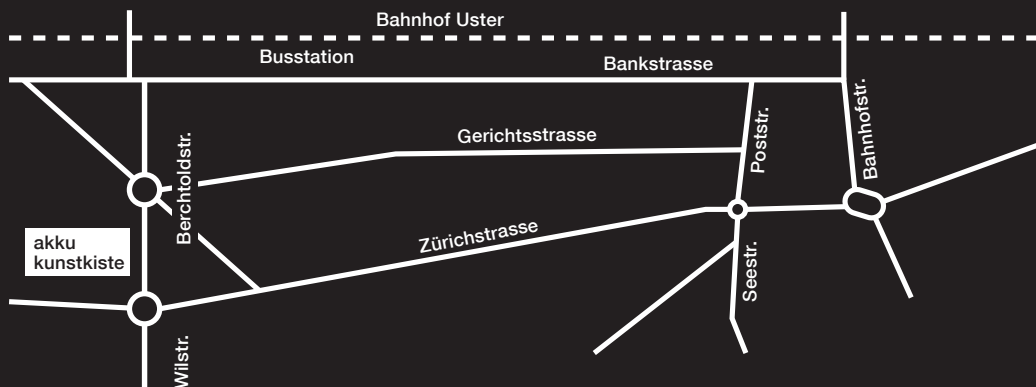 Bahnhof Uster
Busstation
Bankstrasse
Gerichtsstrasse
Poststr.
Bahnhofstr.
Berchtoldstr.
akku
kunstkiste
Zürichstrasse
Seestr.
Wilstr.